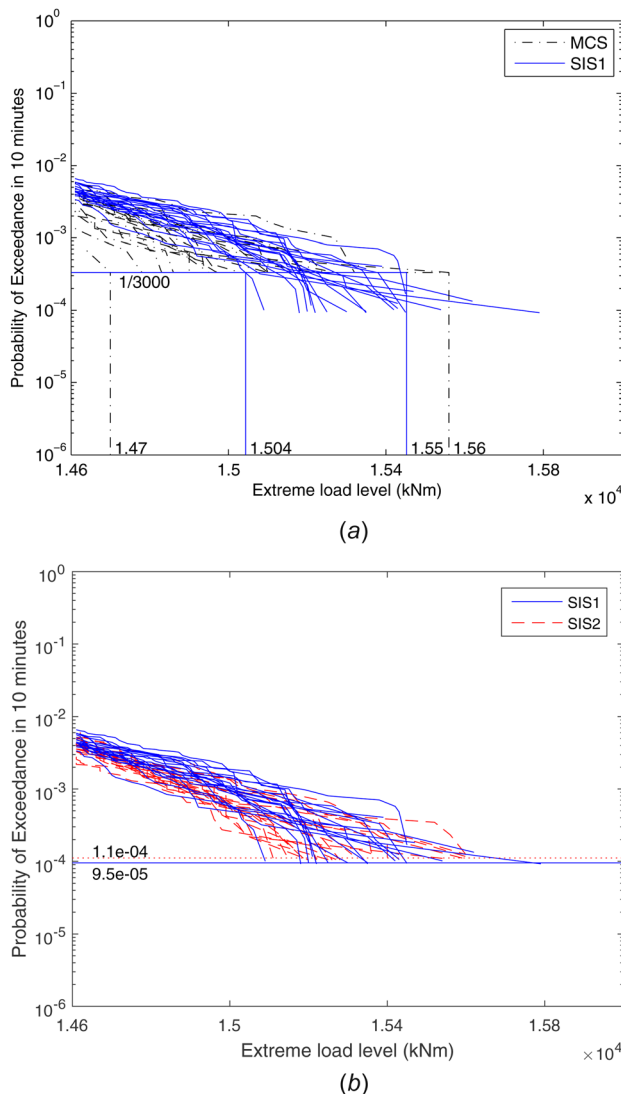 10^0
MCS
SIS1
10^-1
10^-2
Probability of Exceedance in 10 minutes
10^-3
1/3000
10^-4
10^-5
1.47 1.504 1.55 1.56
10^-6
1.46 1.5 1.54 1.58
Extreme load level (kNm)
x 10^4
(a)
10^0
SIS1
SIS2
10^-1
10^-2
Probability of Exceedance in 10 minutes
10^-3
1.1e-04
10^-4
9.5e-05
10^-5
10^-6
1.46 1.5 1.54 1.58
Extreme load level (kNm)
×10^4
(b)